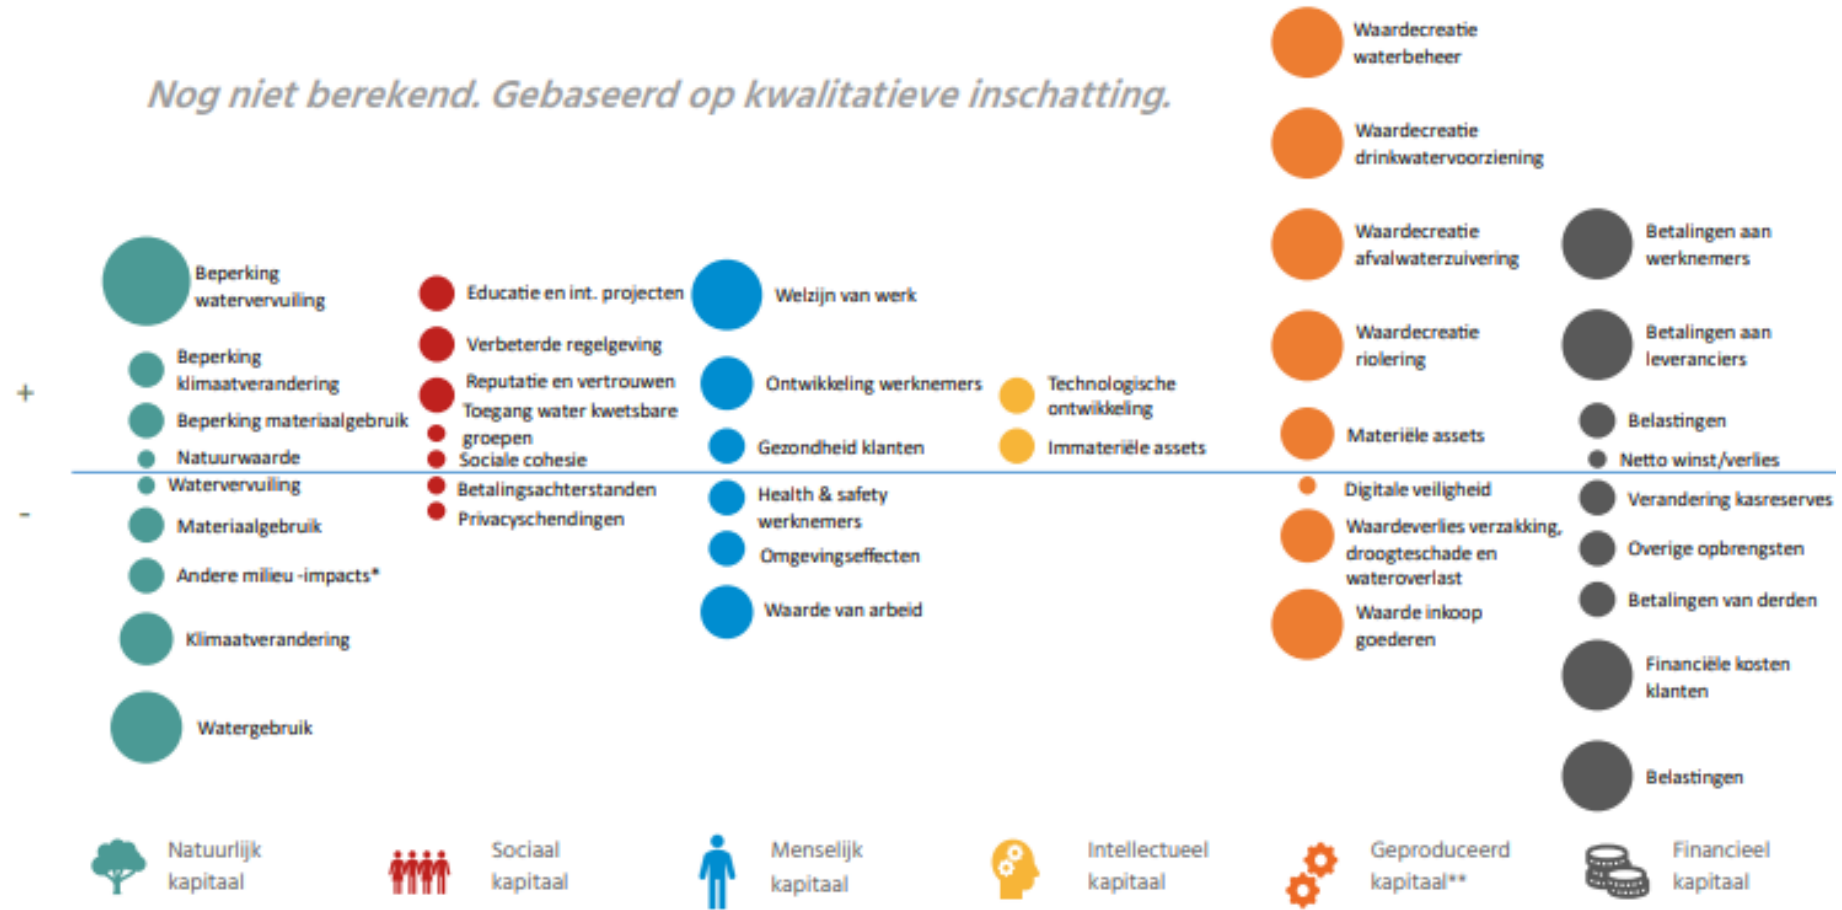 Nog niet berekend. Gebaseerd op kwalitatieve inschatting.
+
-
Beperking
watervervuiling
Beperking
klimaatverandering
Beperking materiaalgebruik
Natuurwaarde
Watervervuiling
Materiaalgebruik
Andere milieu -impacts*
Klimaatverandering
Watergebruik
Natuurlijk
kapitaal
Educatie en int. projecten
Verbeterde regelgeving
Reputatie en vertrouwen
Toegang water kwetsbare
groepen
Sociale cohesie
Betalingsachterstanden
Privacyschendingen
Sociaal
kapitaal
Welzijn van werk
Ontwikkeling werknemers
Gezondheid klanten
Health & safety
werknemers
Omgevingseffecten
Waarde van arbeid
Menselijk
kapitaal
Technologische
ontwikkeling
Immateriële assets
Intellectueel
kapitaal
Waardecreatie
waterbeheer
Waardecreatie
drinkwatervoorziening
Waardecreatie
afvalwaterzuivering
Waardecreatie
riolering
Materiële assets
Digitale veiligheid
Waardeverlies verzakking,
droogteschade en
wateroverlast
Waarde inkoop
goederen
Geproduceerd
kapitaal**
Betalingen aan
werknemers
Betalingen aan
leveranciers
Belastingen
Netto winst/verlies
Verandering kasreserves
Overige opbrengsten
Betalingen van derden
Financiële kosten
klanten
Belastingen
Financieel
kapitaal